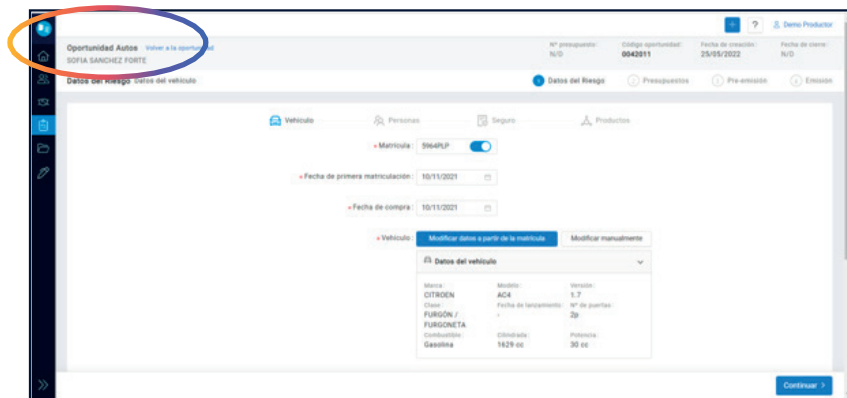 ? Demo Productor
Oportunidad Autos Volver a la oportunidad Nº presupuesto: Código oportunidad: Fecha de creación: Fecha de cierre:
SOFIA SANCHEZ FORTE N/D 0042011 25/05/2022 N/D
Datos del Riesgo Datos del vehículo Datos del Riesgo Presupuestos Pre-emisión Emisión
Vehículo Personas Seguro Productos
* Matrícula: 5964PLP
* Fecha de primera matriculación: 10/11/2021
* Fecha de compra: 10/11/2021
* Vehículo: Modificar datos a partir de la matrícula Modificar manualmente
Datos del vehículo
Marca: Modelo: Versión:
CITROEN AC4 1.7
Clase: Fecha de lanzamiento: Nº de puertas:
FURGÓN / - 2p
FURGONETA
Combustible: Cilindrada: Potencia:
Gasolina 1629 cc 30 cc
Continuar >